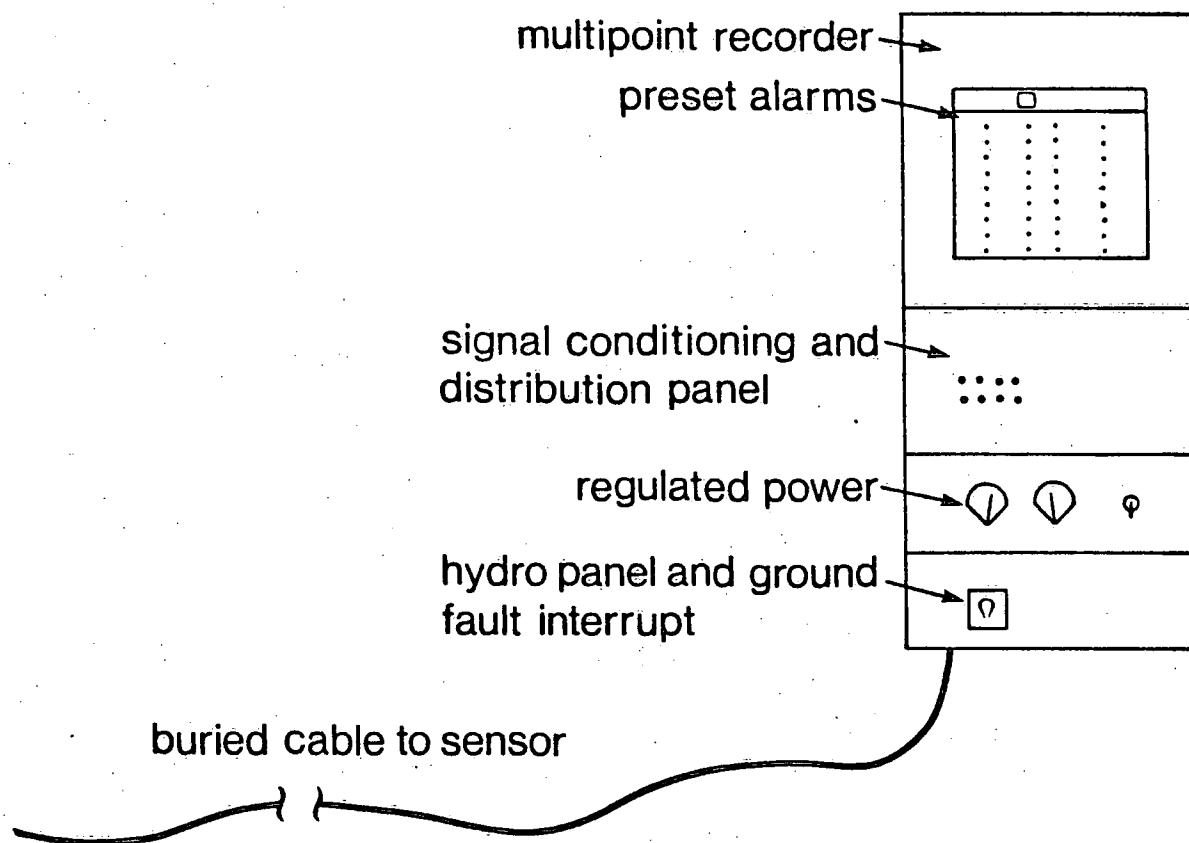 multipoint recorder
preset alarms
signal conditioning and
distribution panel
regulated power
hydro panel and ground
fault interrupt
buried cable to sensor